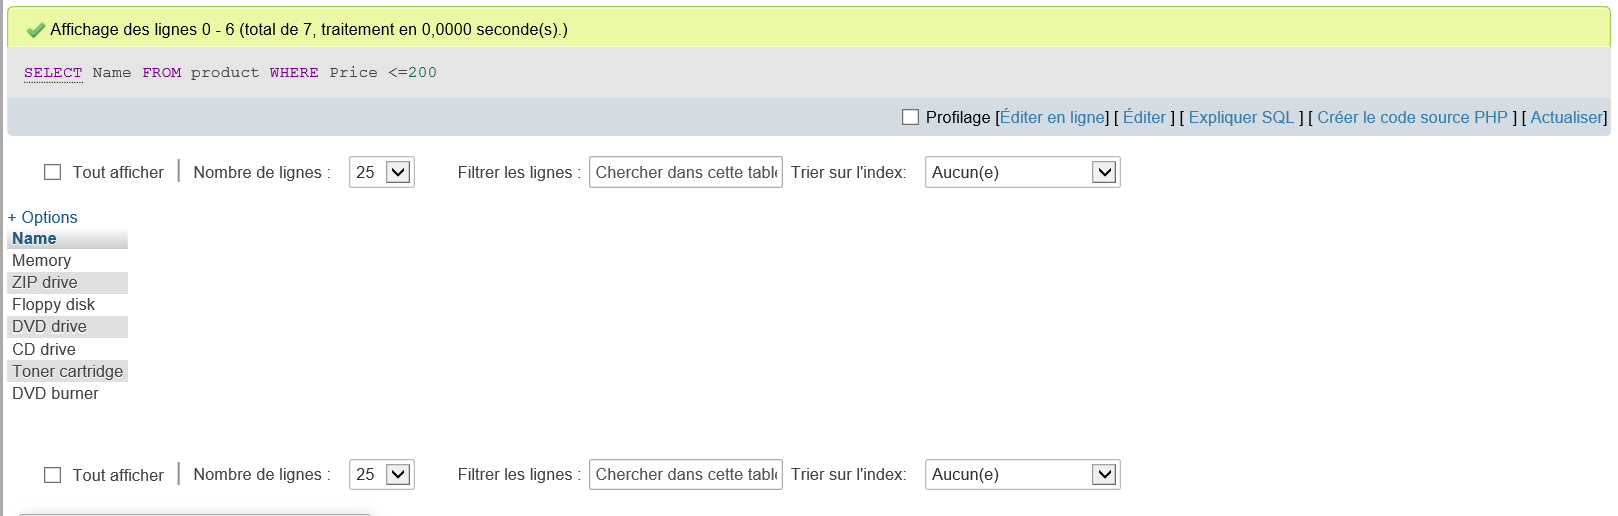 Affichage des lignes 0 - 6 (total de 7, traitement en 0,0000 seconde(s).)
SELECT Name FROM product WHERE Price <=200
Profilage [Éditer en ligne] [ Éditer ] [ Expliquer SQL ] [ Créer le code source PHP ] [ Actualiser]
Tout afficher | Nombre de lignes : 25 Filtrer les lignes : Chercher dans cette table Trier sur l'index: Aucun(e)
+ Options
Name
Memory
ZIP drive
Floppy disk
DVD drive
CD drive
Toner cartridge
DVD burner
Tout afficher | Nombre de lignes : 25 Filtrer les lignes : Chercher dans cette table Trier sur l'index: Aucun(e)